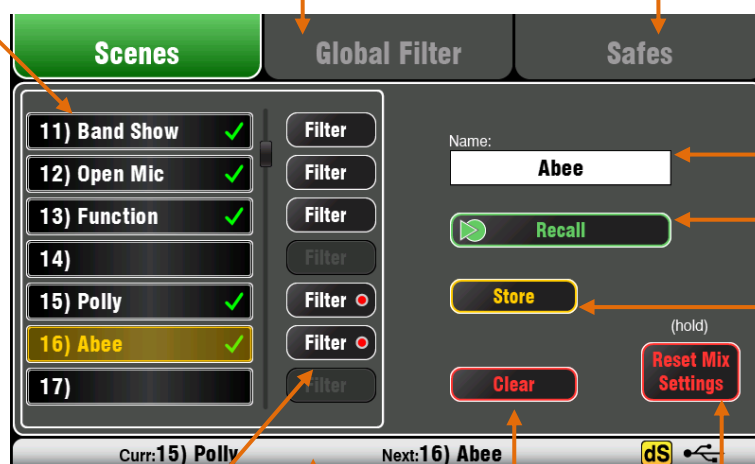 Scenes Global Filter Safes
11) Band Show Filter
12) Open Mic Filter
13) Function Filter
14) Filter
15) Polly Filter
16) Abee Filter
17) Filter
Name:
Abee
Recall
Store
Clear
(hold)
Reset Mix
Settings
Curr:15) Polly Next:16) Abee dS